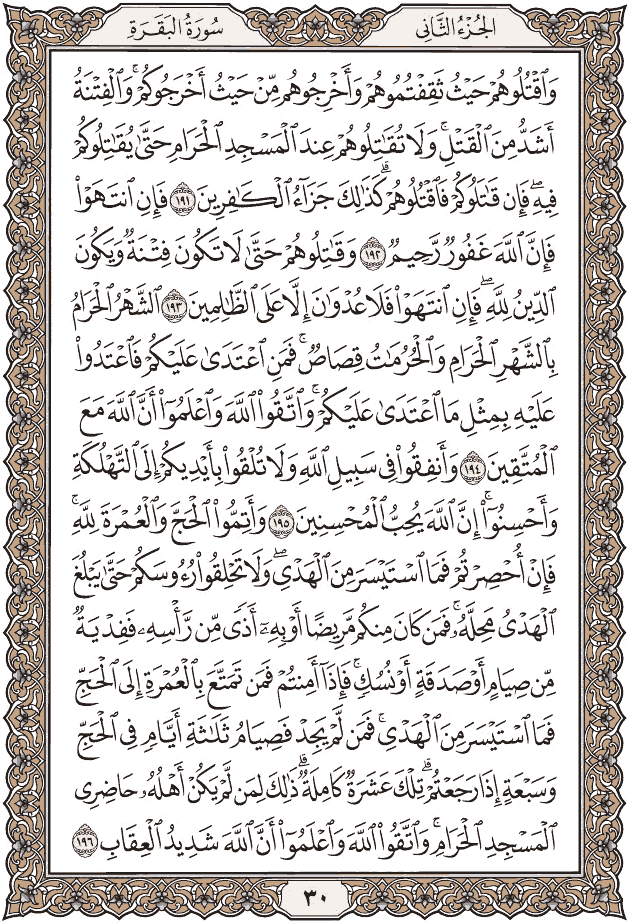 الجُزْءُ الثَّانِي
سُورَةُ البَقَرَةِ
وَٱقۡتُلُوهُمۡ حَيۡثُ ثَقِفۡتُمُوهُمۡ وَأَخۡرِجُوهُم مِّنۡ حَيۡثُ أَخۡرَجُوكُمۡۚ وَٱلۡفِتۡنَةُ
أَشَدُّ مِنَ ٱلۡقَتۡلِۚ وَلَا تُقَٰتِلُوهُمۡ عِندَ ٱلۡمَسۡجِدِ ٱلۡحَرَامِ حَتَّىٰ يُقَٰتِلُوكُمۡ
فِيهِۖ فَإِن قَٰتَلُوكُمۡ فَٱقۡتُلُوهُمۡۗ كَذَٰلِكَ جَزَآءُ ٱلۡكَٰفِرِينَ ١٩١ فَإِنِ ٱنتَهَوۡاْ
فَإِنَّ ٱللَّهَ غَفُورٞ رَّحِيمٞ ١٩٢ وَقَٰتِلُوهُمۡ حَتَّىٰ لَا تَكُونَ فِتۡنَةٞ وَيَكُونَ
ٱلدِّينُ لِلَّهِۖ فَإِنِ ٱنتَهَوۡاْ فَلَا عُدۡوَٰنَ إِلَّا عَلَى ٱلظَّٰلِمِينَ ١٩٣ ٱلشَّهۡرُ ٱلۡحَرَامُ
بِٱلشَّهۡرِ ٱلۡحَرَامِ وَٱلۡحُرُمَٰتُ قِصَاصٞۚ فَمَنِ ٱعۡتَدَىٰ عَلَيۡكُمۡ فَٱعۡتَدُواْ
عَلَيۡهِ بِمِثۡلِ مَا ٱعۡتَدَىٰ عَلَيۡكُمۡۚ وَٱتَّقُواْ ٱللَّهَ وَٱعۡلَمُوٓاْ أَنَّ ٱللَّهَ مَعَ
ٱلۡمُتَّقِينَ ١٩٤ وَأَنفِقُواْ فِي سَبِيلِ ٱللَّهِ وَلَا تُلۡقُواْ بِأَيۡدِيكُمۡ إِلَى ٱلتَّهۡلُكَةِ
وَأَحۡسِنُوٓاْۚ إِنَّ ٱللَّهَ يُحِبُّ ٱلۡمُحۡسِنِينَ ١٩٥ وَأَتِمُّواْ ٱلۡحَجَّ وَٱلۡعُمۡرَةَ لِلَّهِۚ
فَإِنۡ أُحۡصِرۡتُمۡ فَمَا ٱسۡتَيۡسَرَ مِنَ ٱلۡهَدۡيِۖ وَلَا تَحۡلِقُواْ رُءُوسَكُمۡ حَتَّىٰ يَبۡلُغَ
ٱلۡهَدۡيُ مَحِلَّهُۥۚ فَمَن كَانَ مِنكُم مَّرِيضًا أَوۡ بِهِۦٓ أَذٗى مِّن رَّأۡسِهِۦ فَفِدۡيَةٞ
مِّن صِيَامٍ أَوۡ صَدَقَةٍ أَوۡ نُسُكٖۚ فَإِذَآ أَمِنتُمۡ فَمَن تَمَتَّعَ بِٱلۡعُمۡرَةِ إِلَى ٱلۡحَجِّ
فَمَا ٱسۡتَيۡسَرَ مِنَ ٱلۡهَدۡيِۚ فَمَن لَّمۡ يَجِدۡ فَصِيَامُ ثَلَٰثَةِ أَيَّامٖ فِي ٱلۡحَجِّ
وَسَبۡعَةٍ إِذَا رَجَعۡتُمۡۗ تِلۡكَ عَشَرَةٞ كَامِلَةٞۗ ذَٰلِكَ لِمَن لَّمۡ يَكُنۡ أَهۡلُهُۥ حَاضِرِي
ٱلۡمَسۡجِدِ ٱلۡحَرَامِۚ وَٱتَّقُواْ ٱللَّهَ وَٱعۡلَمُوٓاْ أَنَّ ٱللَّهَ شَدِيدُ ٱلۡعِقَابِ ١٩٦
٣٠